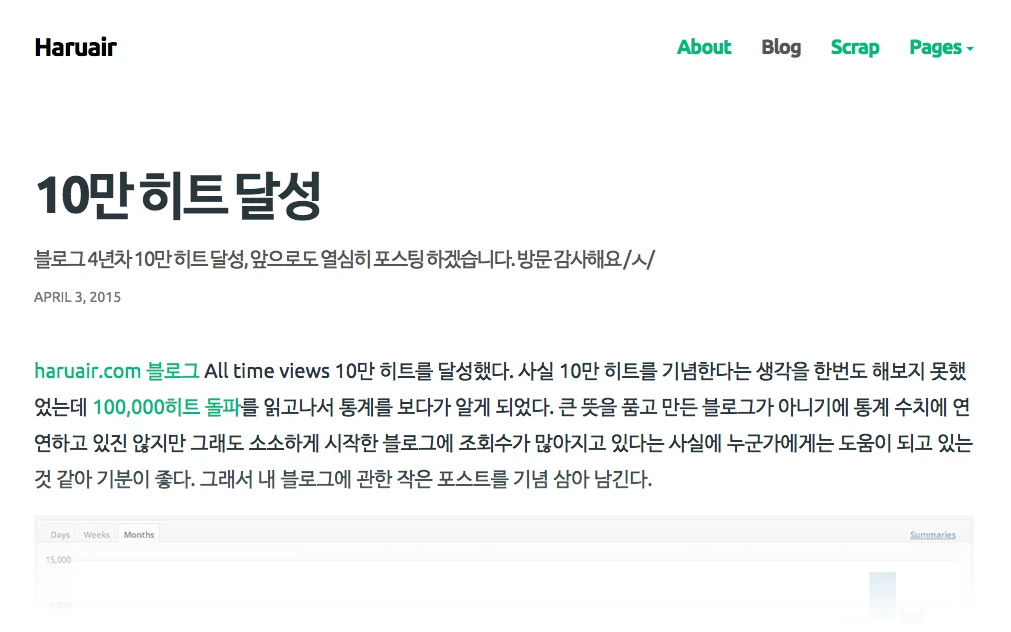 Haruair
About Blog Scrap Pages
10만 히트 달성
블로그 4년차 10만 히트 달성, 앞으로도 열심히 포스팅 하겠습니다. 방문 감사해요 /ㅅ/
APRIL 3, 2015
haruair.com 블로그 All time views 10만 히트를 달성했다. 사실 10만 히트를 기념한다는 생각을 한번도 해보지 못했
었는데 100,000히트 돌파를 읽고나서 통계를 보다가 알게 되었다. 큰 뜻을 품고 만든 블로그가 아니기에 통계 수치에 연
연하고 있진 않지만 그래도 소소하게 시작한 블로그에 조회수가 많아지고 있다는 사실에 누군가에게는 도움이 되고 있는
것 같아 기분이 좋다. 그래서 내 블로그에 관한 작은 포스트를 기념 삼아 남긴다.
Days Weeks Months Summaries
15,000
10,000